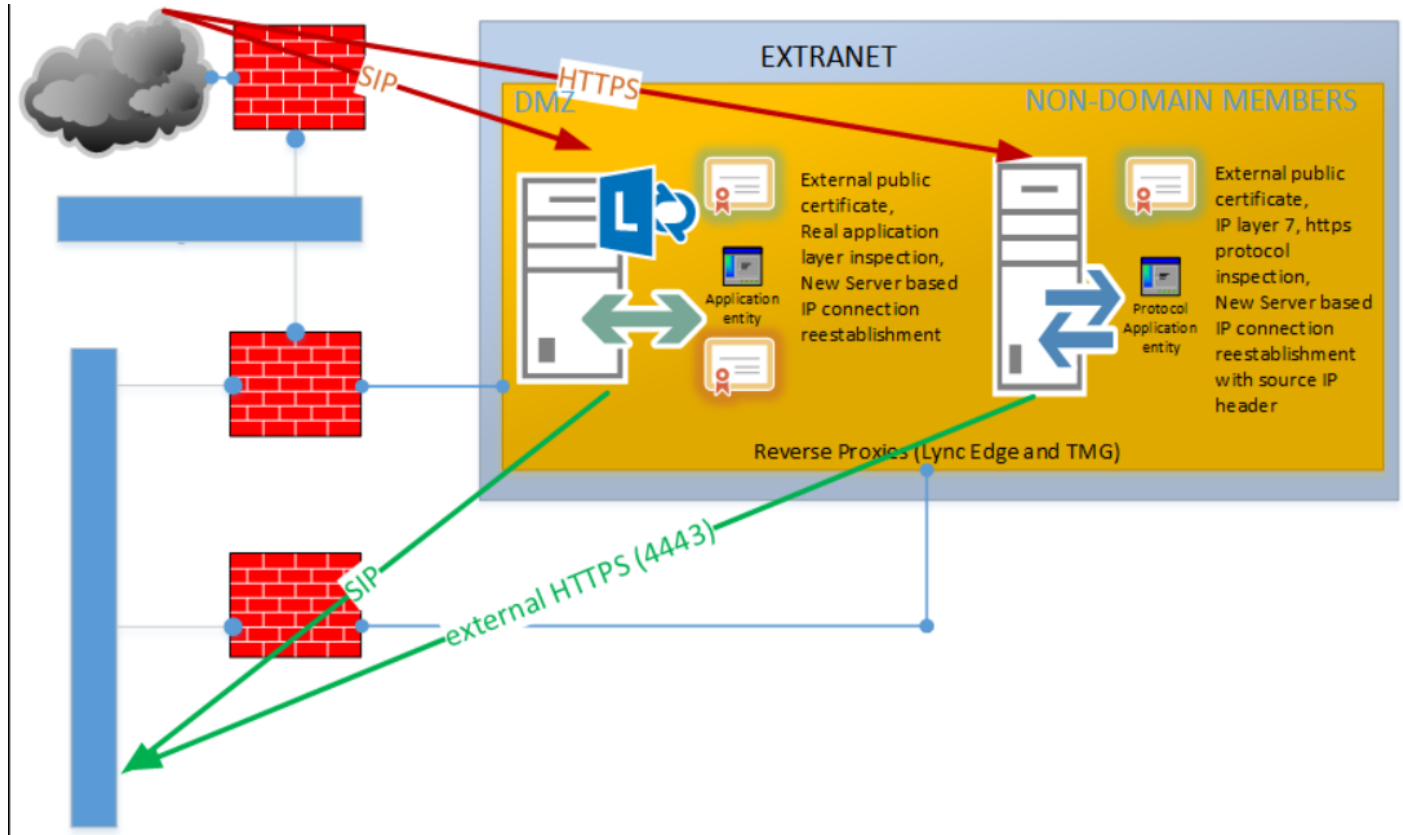 EXTRANET
DMZ
NON-DOMAIN MEMBERS
SIP
HTTPS
L
External public
certificate,
Real application
layer inspection,
New Server based
IP connection
reestablishment
Application
entity
External public
certificate,
IP layer 7, https
protocol
inspection,
New Server based
IP connection
reestablishment
with source IP
header
Protocol
Application
entity
Reverse Proxies (Lync Edge and TMG)
SIP
external HTTPS (4443)